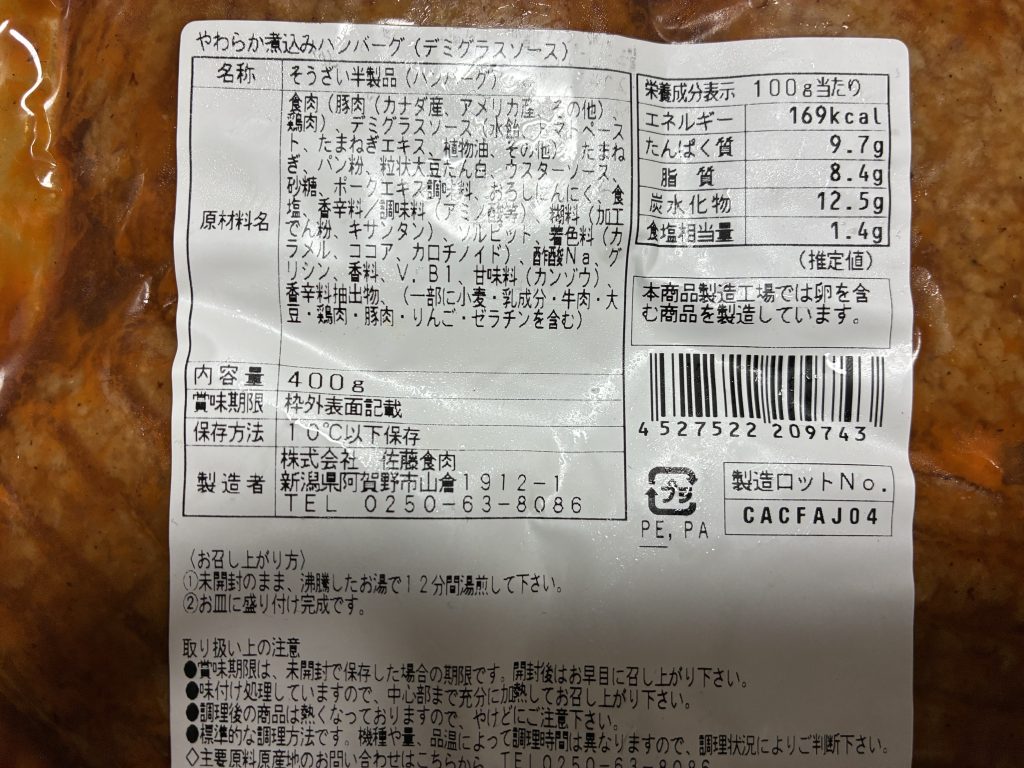 やわらか煮込みハンバーグ(デミグラスソース)
名称
そうざい半製品(ハンバーグ)
原材料名
食肉(豚肉(カナダ産、アメリカ産、その他)、
鶏肉)、デミグラスソース(水飴、トマトペース
ト、たまねぎエキス、植物油、その他)、たまね
ぎ、パン粉、粒状大豆たん白、ウスターソース、
砂糖、ポークエキス調味料、おろしにんにく、食
塩、香辛料/調味料(アミノ酸等)、糊料(加工
でん粉、キサンタン)、ソルビット、着色料(カ
ラメル、ココア、カロチノイド)、酢酸Na、グ
リシン、香料、V.B1、甘味料(カンゾウ)、
香辛料抽出物、(一部に小麦・乳成分・牛肉・大
豆・鶏肉・豚肉・りんご・ゼラチンを含む)
内容量
400g
賞味期限
枠外表面記載
保存方法
10℃以下保存
製造者
株式会社 佐藤食肉
新潟県阿賀野市山倉1912-1
TEL 0250-63-8086
栄養成分表示 100g当たり
エネルギー 169kcal
たんぱく質 9.7g
脂質 8.4g
炭水化物 12.5g
食塩相当量 1.4g
(推定値)
本商品製造工場では卵を含
む商品を製造しています。
4 527522 209743
プラ
PE, PA
製造ロットNo.
CACFAJ04
〈お召し上がり方〉
①未開封のまま、沸騰したお湯で12分間湯煎して下さい。
②お皿に盛り付け完成です。
取り扱い上の注意
●賞味期限は、未開封で保存した場合の期限です。開封後はお早目に召し上がり下さい。
●味付け処理していますので、中心部まで充分に加熱してお召し上がり下さい。
●調理後の商品は熱くなっておりますので、やけどにご注意下さい。
●標準的な調理方法です。機種や量、品温によって調理時間は異なりますので、調理状況によりご判断下さい。
◇主要原料原産地のお問い合わせはこちらから TEL0250-63-8086